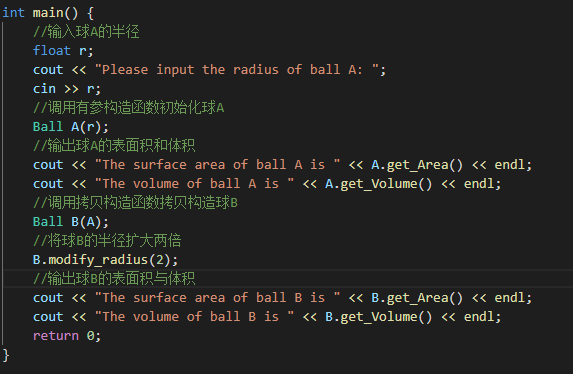 int main() {
//输入球A的半径
float r;
cout << "Please input the radius of ball A: ";
cin >> r;
//调用有参构造函数初始化球A
Ball A(r);
//输出球A的表面积和体积
cout << "The surface area of ball A is " << A.get_Area() << endl;
cout << "The volume of ball A is " << A.get_Volume() << endl;
//调用拷贝构造函数拷贝构造球B
Ball B(A);
//将球B的半径扩大两倍
B.modify_radius(2);
//输出球B的表面积与体积
cout << "The surface area of ball B is " << B.get_Area() << endl;
cout << "The volume of ball B is " << B.get_Volume() << endl;
return 0;
}